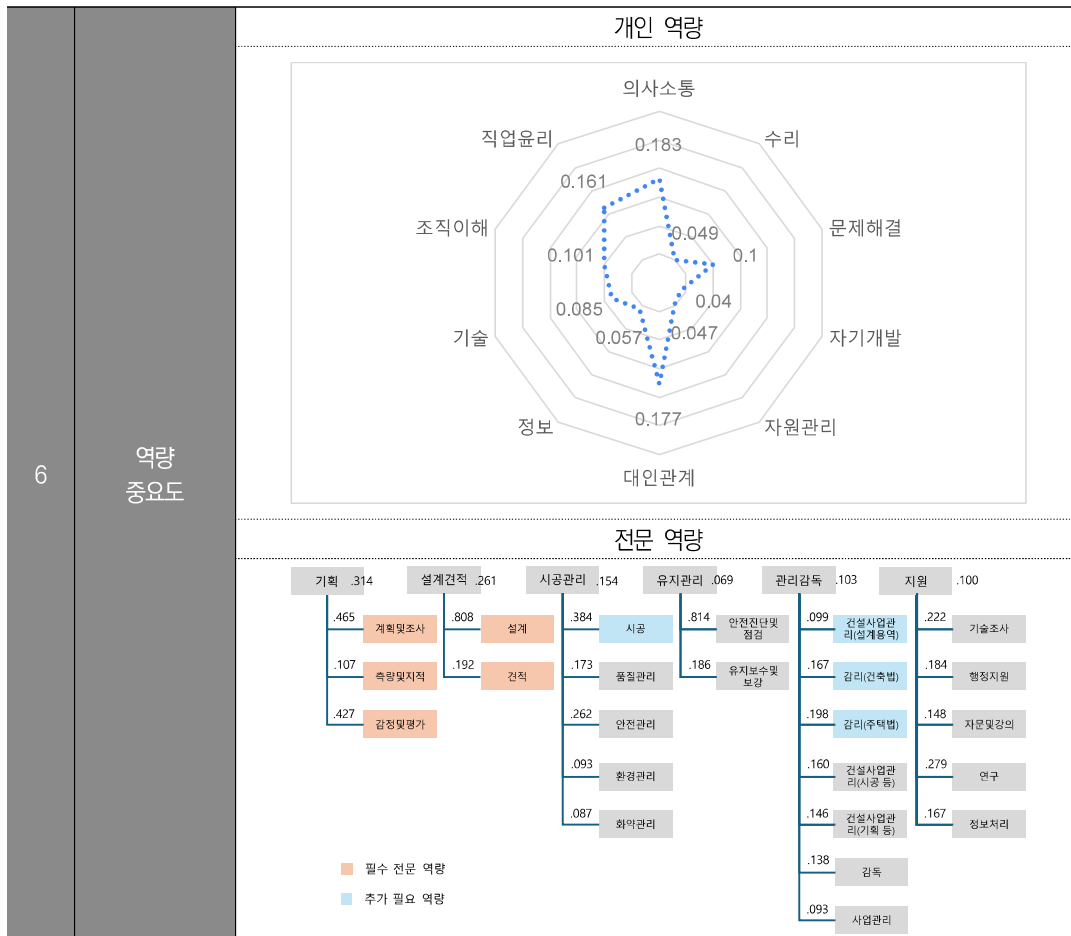 6
역량
중요도
개인 역량
의사소통
직업윤리
수리
0.183
0.161
조직이해
0.049
문제해결
0.101
0.1
0.085
0.04
기술
0.057
0.047
자기개발
정보
0.177
자원관리
대인관계
전문 역량
기획 .314
.465 계획및조사
.107 측량및지적
.427 감정및평가
설계견적 .261
.808 설계
.192 견적
시공관리 .154
.384 시공
.173 품질관리
.262 안전관리
.093 환경관리
.087 화약관리
유지관리 .069
.814 안전진단및
점검
.186 유지보수및
보강
관리감독 .103
.099 건설사업관
리(설계용역)
.167 감리(건축법)
.198 감리(주택법)
.160 건설사업관
리(시공 등)
.146 건설사업관
리(기획 등)
.138 감독
.093 사업관리
지원 .100
.222 기술조사
.184 행정지원
.148 자문및강의
.279 연구
.167 정보처리
필수 전문 역량
추가 필요 역량